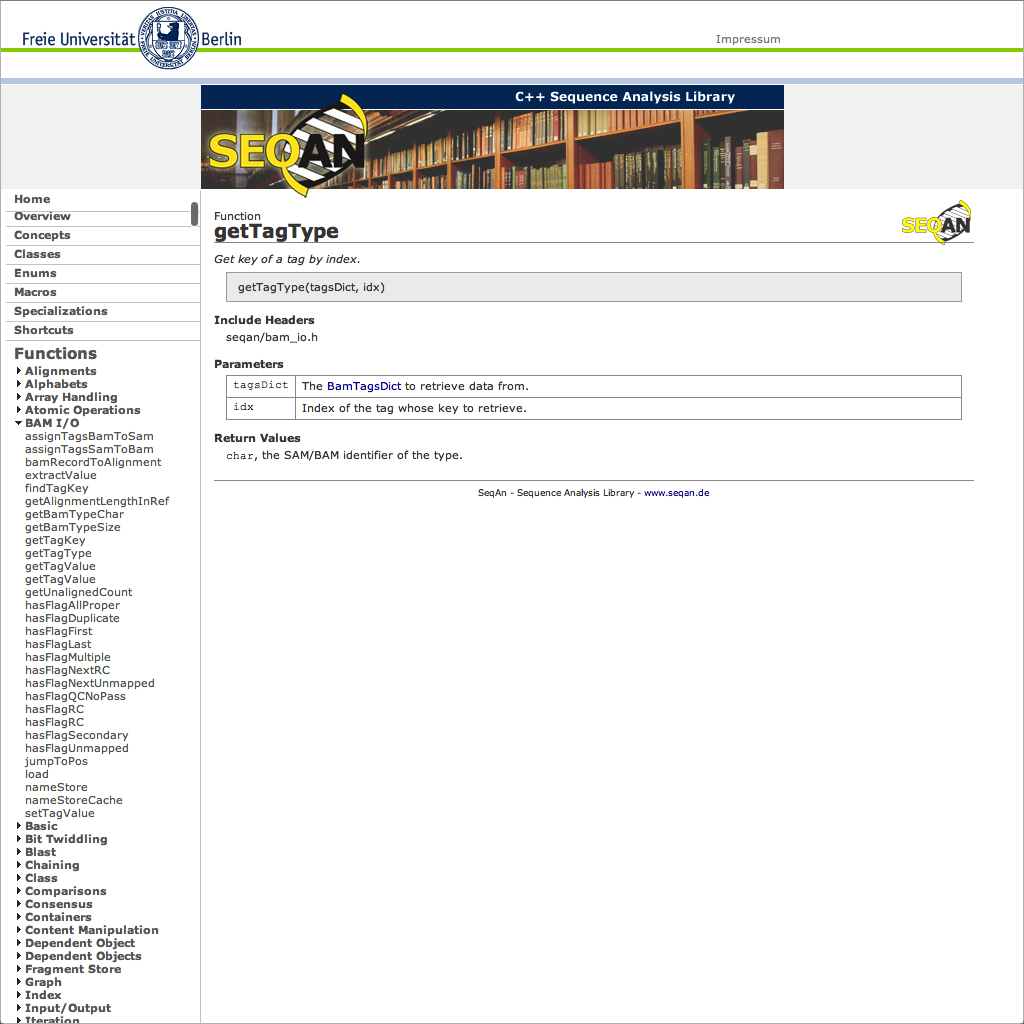 Freie Universität Berlin
Impressum
C++ Sequence Analysis Library
SEQAN
Home
Overview
Concepts
Classes
Enums
Macros
Specializations
Shortcuts
Functions
Alignments
Alphabets
Array Handling
Atomic Operations
BAM I/O
assignTagsBamToSam
assignTagsSamToBam
bamRecordToAlignment
extractValue
findTagKey
getAlignmentLengthInRef
getBamTypeChar
getBamTypeSize
getTagKey
getTagType
getTagValue
getTagValue
getUnalignedCount
hasFlagAllProper
hasFlagDuplicate
hasFlagFirst
hasFlagLast
hasFlagMultiple
hasFlagNextRC
hasFlagNextUnmapped
hasFlagQCNoPass
hasFlagRC
hasFlagRC
hasFlagSecondary
hasFlagUnmapped
jumpToPos
load
nameStore
nameStoreCache
setTagValue
Basic
Bit Twiddling
Blast
Chaining
Class
Comparisons
Consensus
Containers
Content Manipulation
Dependent Object
Dependent Objects
Fragment Store
Graph
Index
Input/Output
Iteration
Function
getTagType
SEQAN
Get key of a tag by index.
getTagType(tagsDict, idx)
Include Headers
seqan/bam_io.h
Parameters
tagsDict The BamTagsDict to retrieve data from.
idx Index of the tag whose key to retrieve.
Return Values
char, the SAM/BAM identifier of the type.
SeqAn - Sequence Analysis Library - www.seqan.de